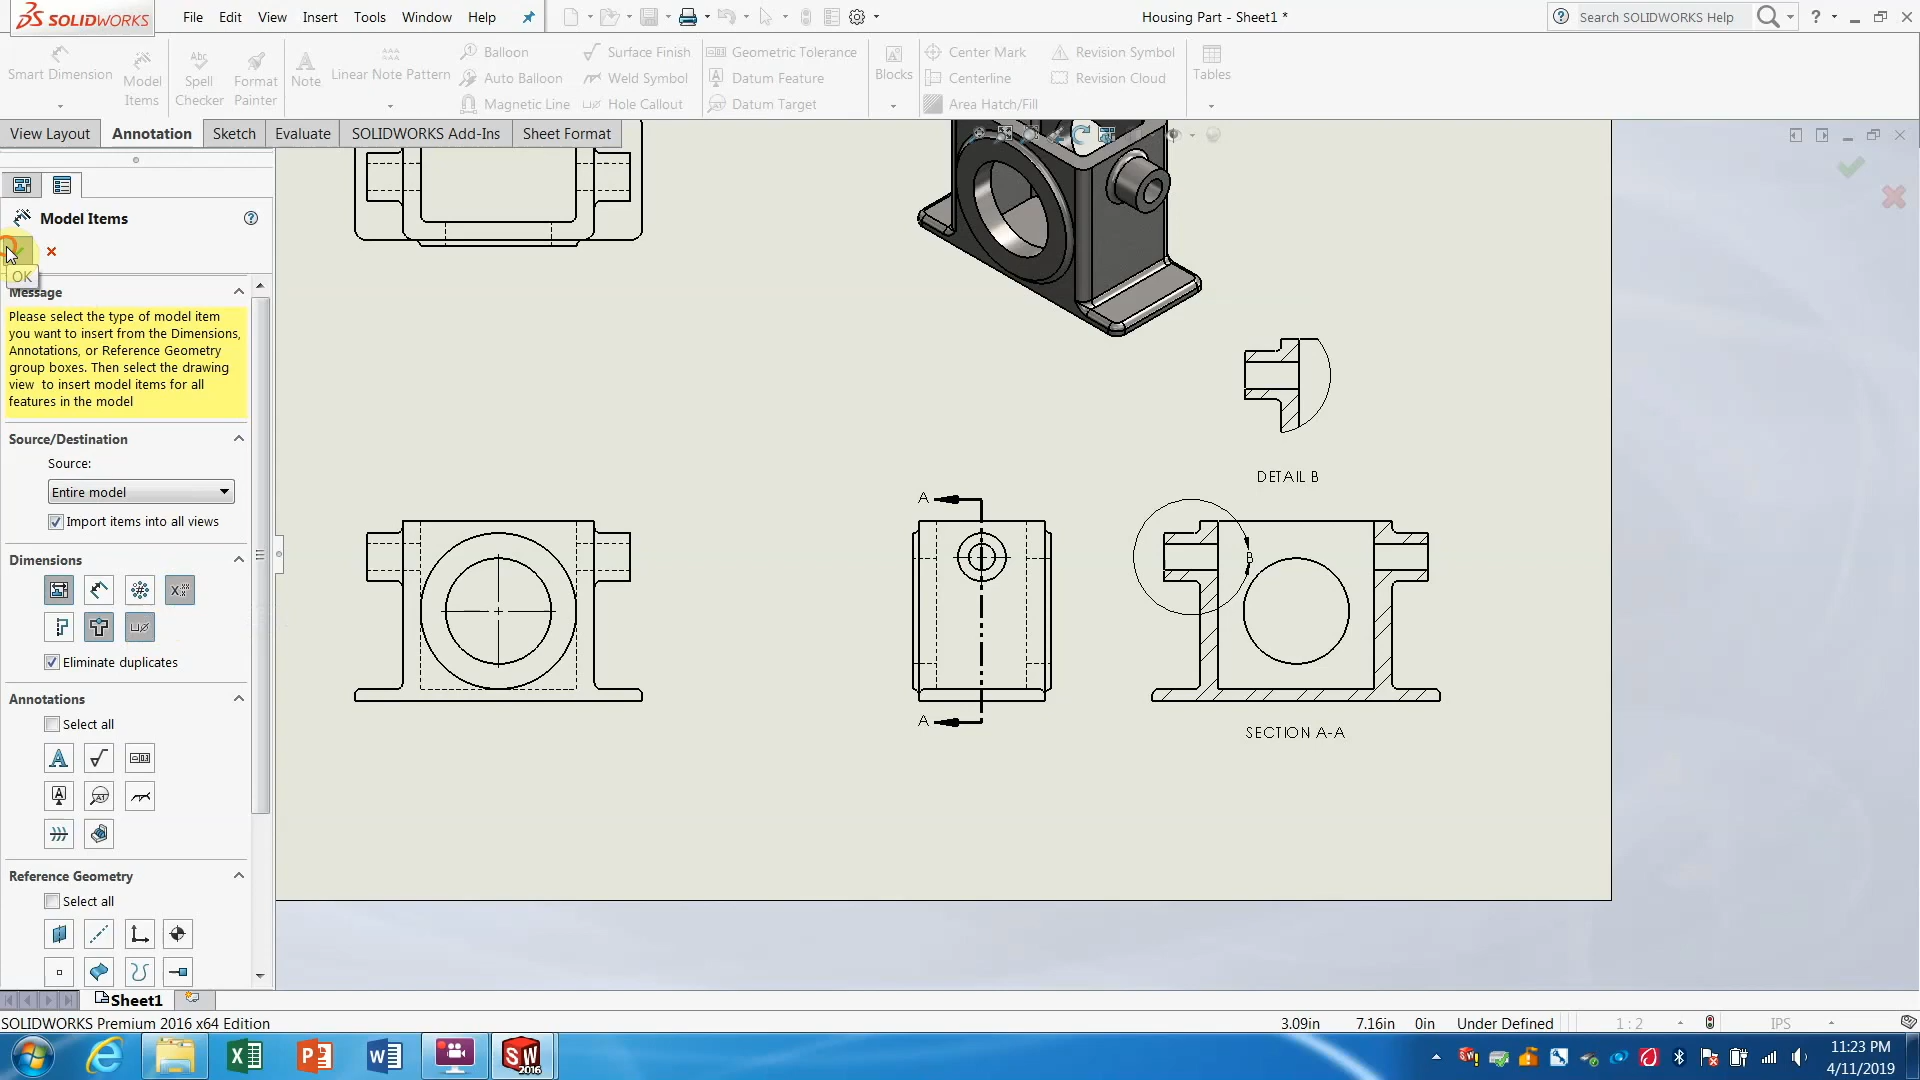 SOLIDWORKS
File Edit View Insert Tools Window Help
Housing Part - Sheet1 *
Search SOLIDWORKS Help
Smart Dimension
Model Items
Spell Checker
Format Painter
Note
Linear Note Pattern
Balloon
Auto Balloon
Magnetic Line
Surface Finish
Weld Symbol
Hole Callout
Geometric Tolerance
Datum Feature
Datum Target
Blocks
Center Mark
Centerline
Area Hatch/Fill
Revision Symbol
Revision Cloud
Tables
View Layout Annotation Sketch Evaluate SOLIDWORKS Add-Ins Sheet Format
Model Items
OK
Message
Please select the type of model item
you want to insert from the Dimensions,
Annotations, or Reference Geometry
group boxes. Then select the drawing
view to insert model items for all
features in the model
Source/Destination
Source:
Entire model
Import items into all views
Dimensions
Eliminate duplicates
Annotations
Select all
Reference Geometry
Select all
DETAIL B
A
A
B
SECTION A-A
Sheet1
SOLIDWORKS Premium 2016 x64 Edition
3.09in 7.16in 0in Under Defined 1 : 2 IPS
SW 2016
11:23 PM
4/11/2019